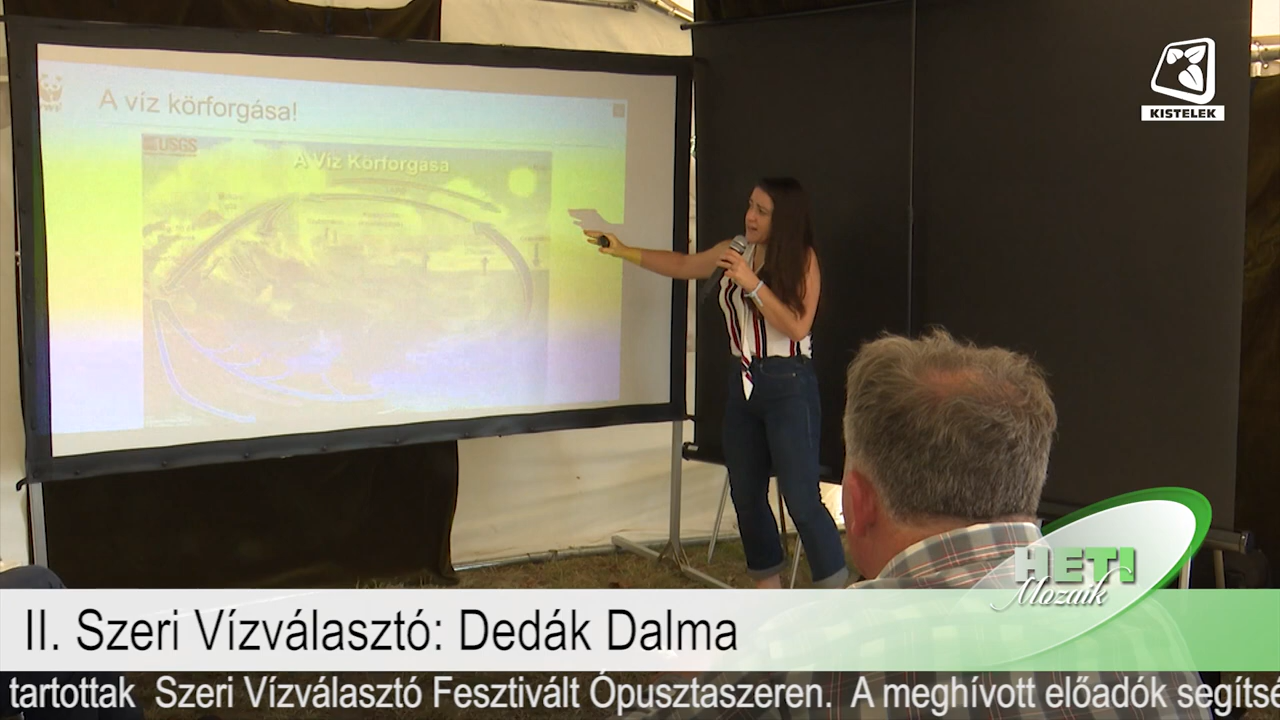 A víz körforgása!
USGS
A Víz Körforgása
KISTELEK
HETI
Mozaik
II. Szeri Vízválasztó: Dedák Dalma
tartottak Szeri Vízválasztó Fesztivált Ópusztaszeren. A meghívott előadók segítsé